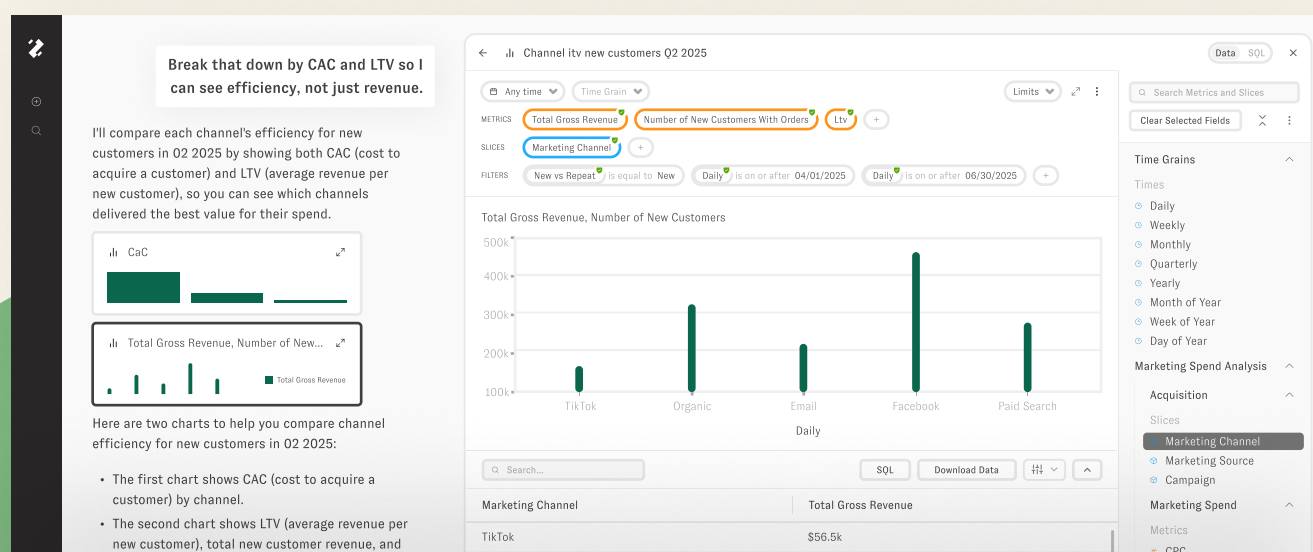 Break that down by CAC and LTV so I
can see efficiency, not just revenue.
I'll compare each channel's efficiency for new
customers in 02 2025 by showing both CAC (cost to
acquire a customer) and LTV (average revenue per
new customer), so you can see which channels
delivered the best value for their spend.
CaC
Total Gross Revenue, Number of New...
Total Gross Revenue
Here are two charts to help you compare channel
efficiency for new customers in 02 2025:
• The first chart shows CAC (cost to acquire a
customer) by channel.
• The second chart shows LTV (average revenue per
new customer), total new customer revenue, and
Channel itv new customers Q2 2025
Data SQL
Any time Time Grain Limits
METRICS Total Gross Revenue Number of New Customers With Orders Ltv
SLICES Marketing Channel
FILTERS New vs Repeat is equal to New Daily is on or after 04/01/2025 Daily is on or after 06/30/2025
Total Gross Revenue, Number of New Customers
500k
400k
300k
200k
100k
TikTok Organic Email Facebook Paid Search
Daily
Search... SQL Download Data
Marketing Channel Total Gross Revenue
TikTok $56.5k
Search Metrics and Slices
Clear Selected Fields
Time Grains
Times
Daily
Weekly
Monthly
Quarterly
Yearly
Month of Year
Week of Year
Day of Year
Marketing Spend Analysis
Acquisition
Slices
Marketing Channel
Marketing Source
Campaign
Marketing Spend
Metrics